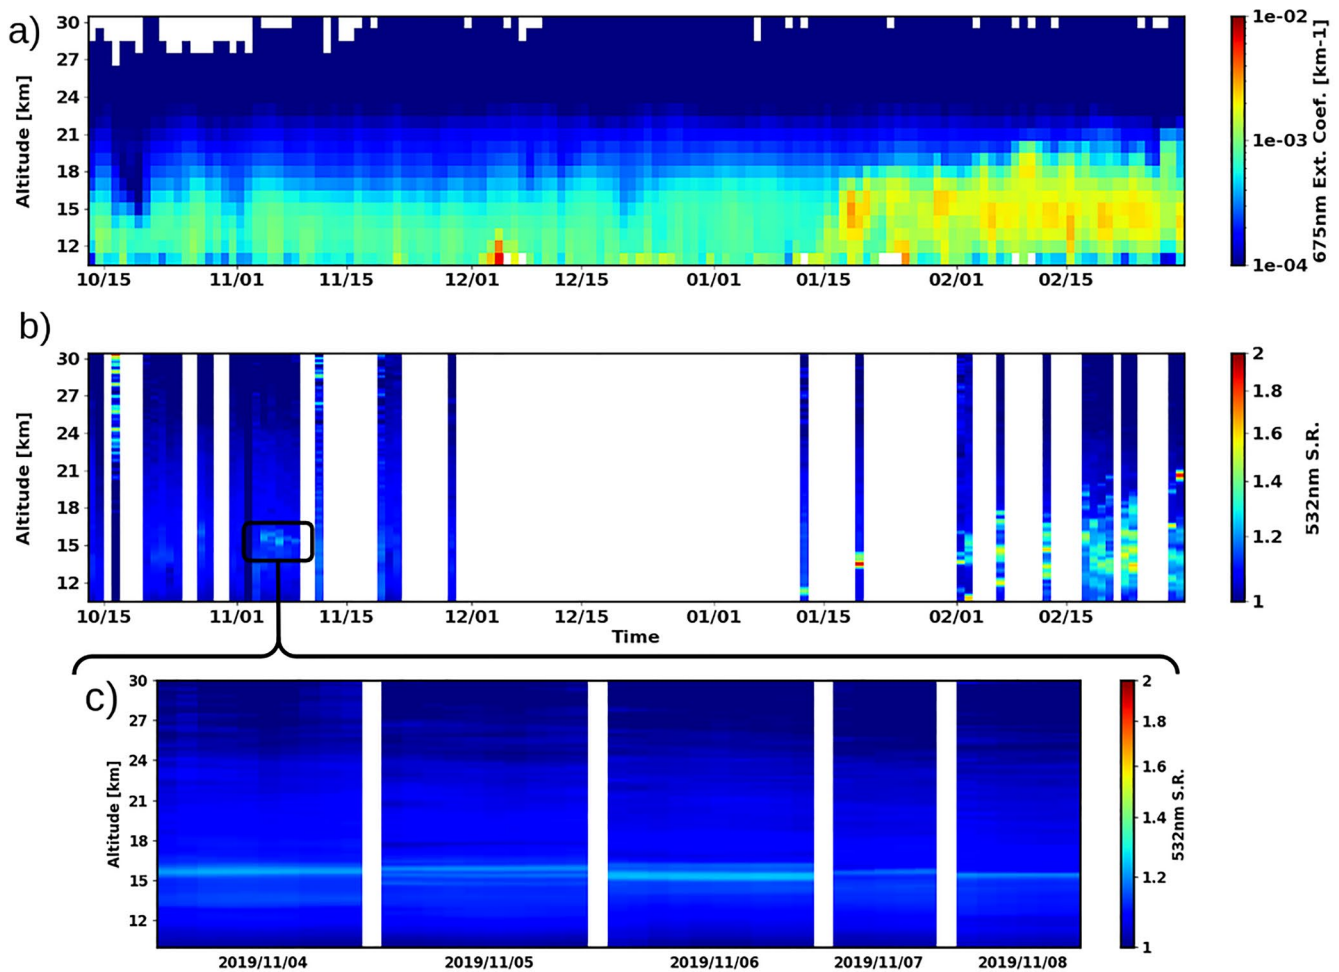 a)
30
27
24
21
18
15
12
Altitude [km]
10/15 11/01 11/15 12/01 12/15 01/01 01/15 02/01 02/15
1e-02
1e-03
1e-04
675nm Ext. Coef. [km-1]
b)
30
27
24
21
18
15
12
Altitude [km]
10/15 11/01 11/15 12/01 12/15 01/01 01/15 02/01 02/15
Time
2
1.8
1.6
1.4
1.2
1
532nm S.R.
c)
30
27
24
21
18
15
12
Altitude [km]
2019/11/04 2019/11/05 2019/11/06 2019/11/07 2019/11/08
2
1.8
1.6
1.4
1.2
1
532nm S.R.